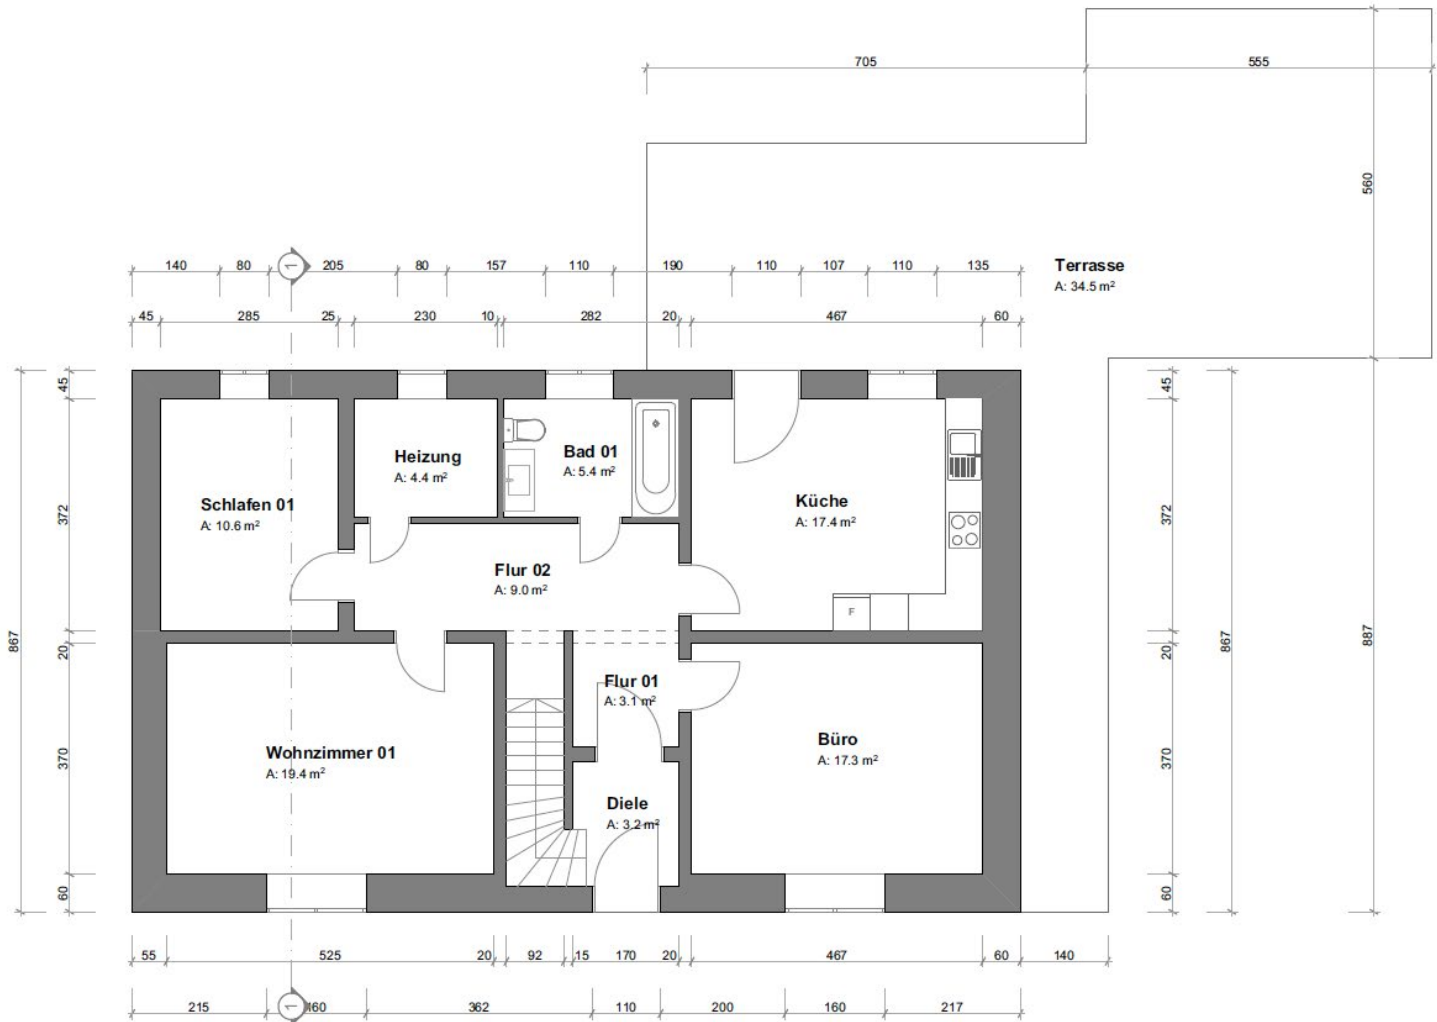 705
555
560
140
80
205
80
157
110
190
110
107
110
135
Terrasse
A: 34.5 m²
1
45
285
25
230
10
282
20
467
60
45
45
Heizung
A: 4.4 m²
Bad 01
A: 5.4 m²
Schlafen 01
A: 10.6 m²
Küche
A: 17.4 m²
372
372
Flur 02
A: 9.0 m²
F
867
20
20
867
887
Flur 01
A: 3.1 m²
Wohnzimmer 01
A: 19.4 m²
Büro
A: 17.3 m²
370
370
Diele
A: 3.2 m²
60
60
55
525
20
92
15
170
20
467
60
140
215
1
160
362
110
200
160
217